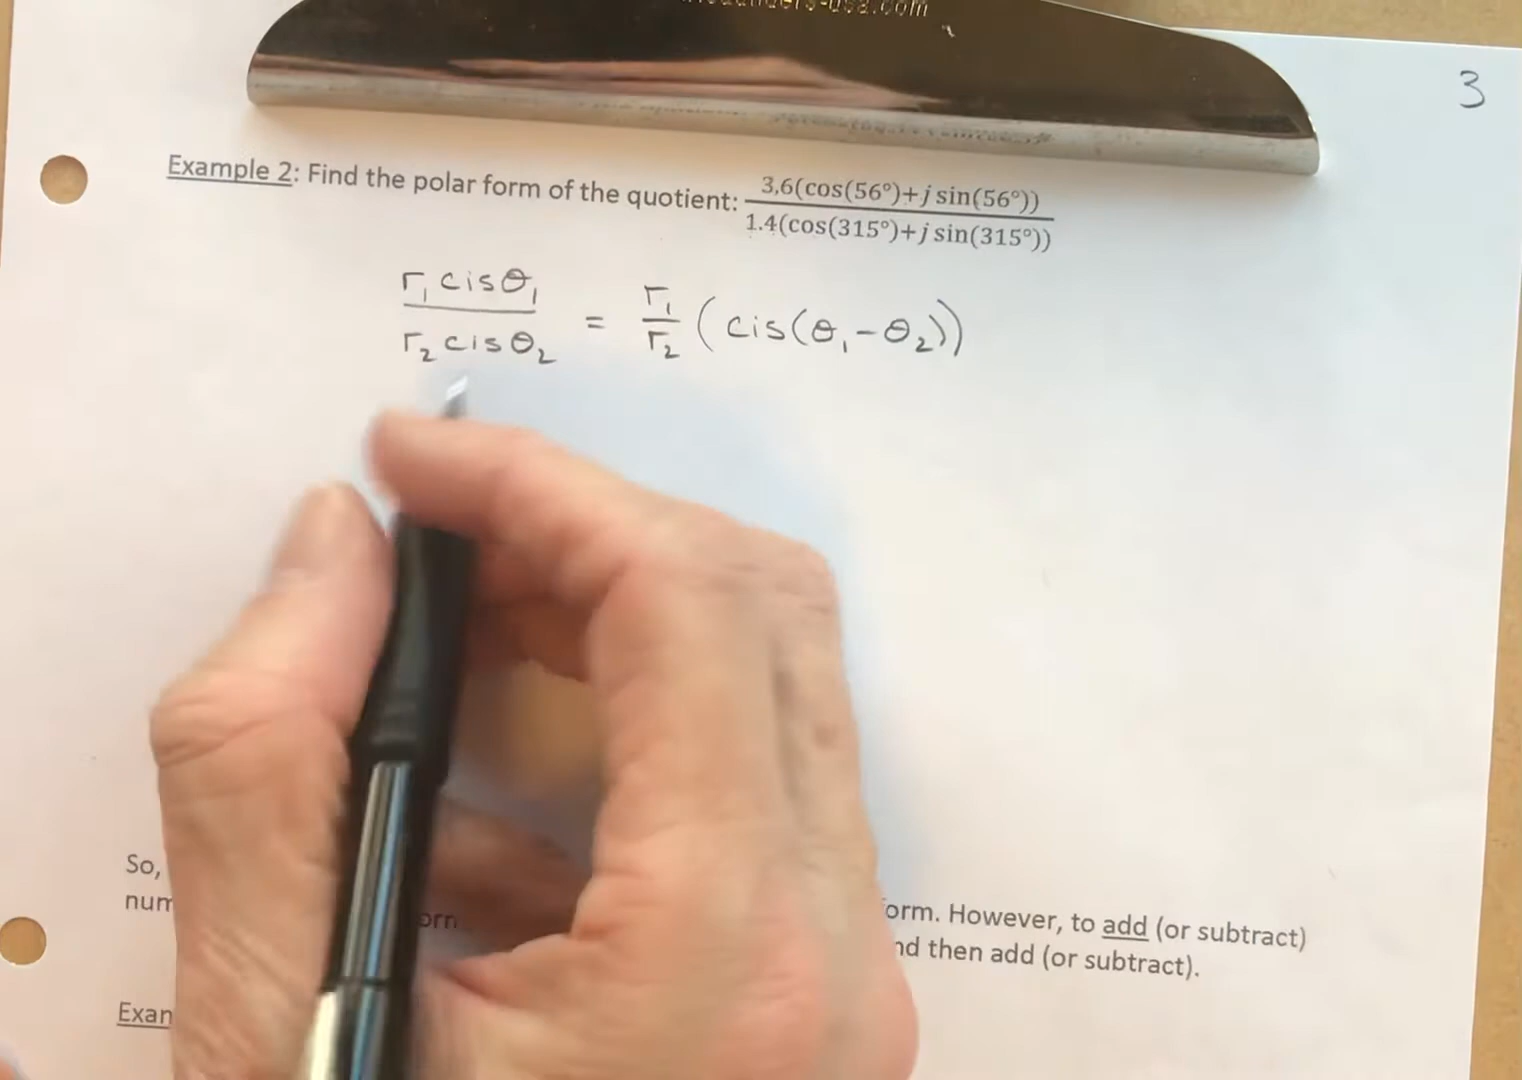 3
Example 2: Find the polar form of the quotient: 3,6(cos(56°)+j sin(56°))
1.4(cos(315°)+j sin(315°))
r₁ cisθ₁ / r₂ cisθ₂ = r₁/r₂ (cis(θ₁-θ₂))
So,
orm. However, to add (or subtract)
nd then add (or subtract).